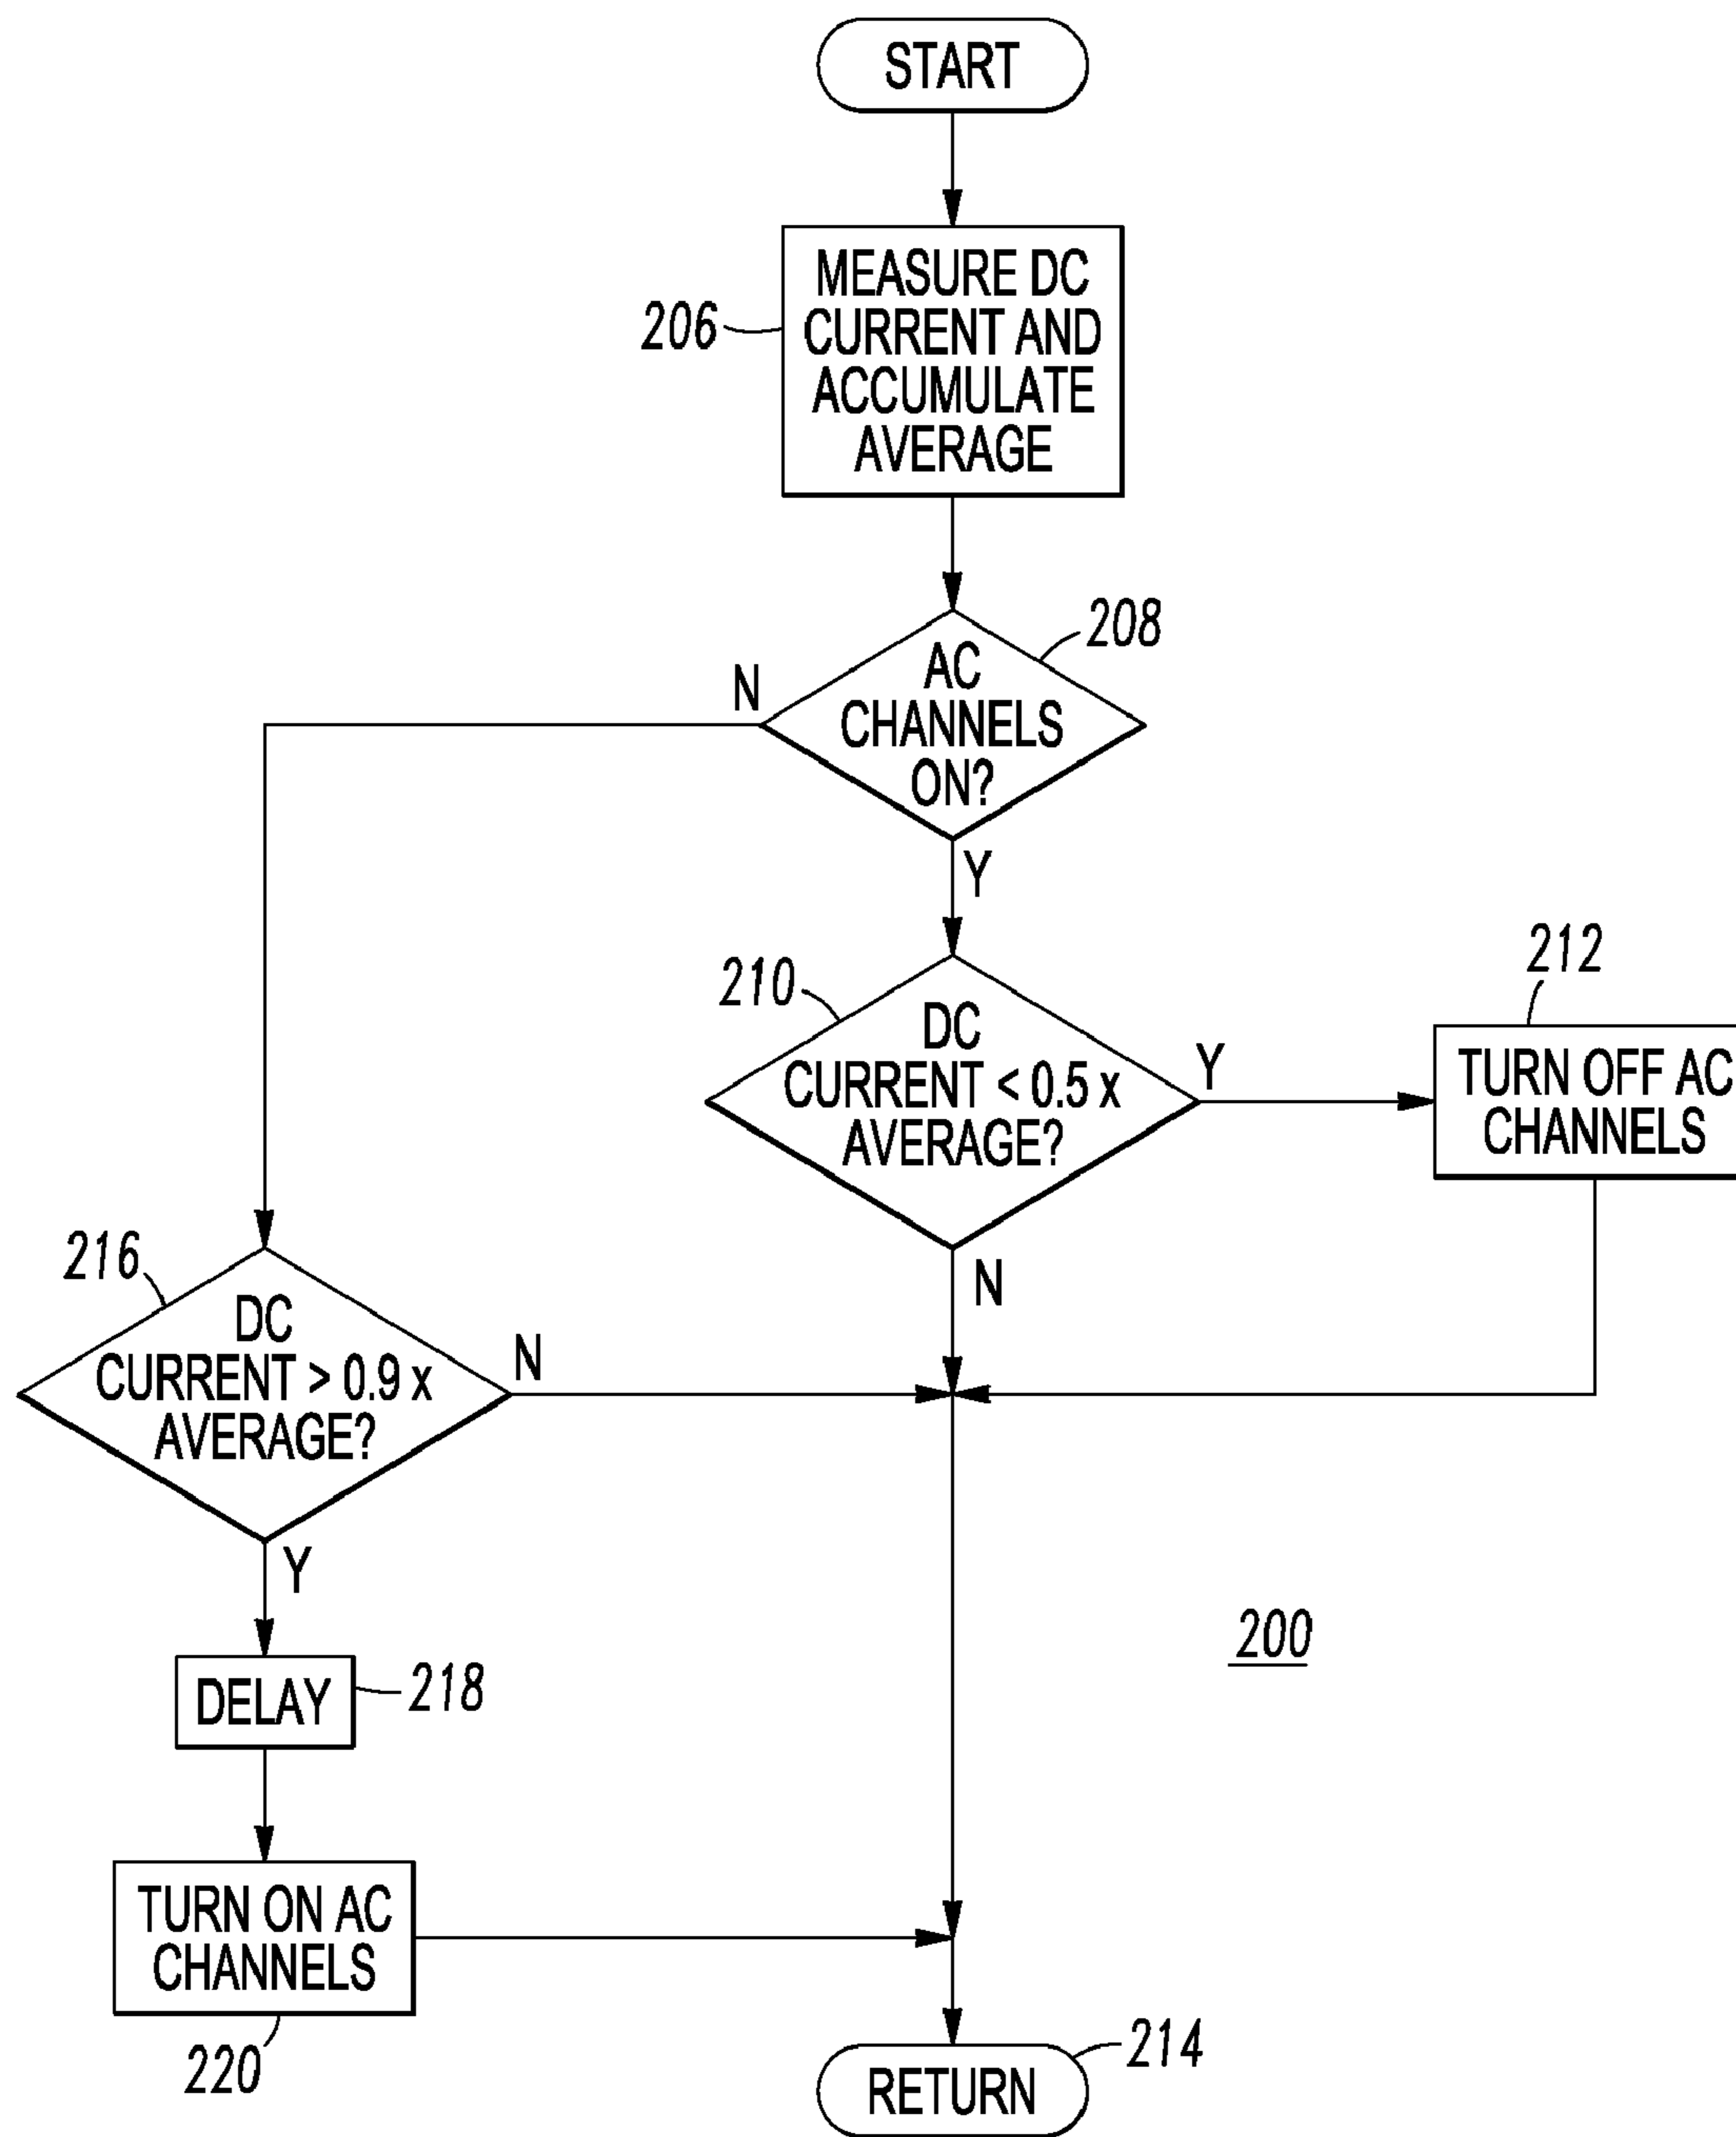 START
MEASURE DC
CURRENT AND
ACCUMULATE
AVERAGE
206
AC
CHANNELS
ON?
208
N
Y
DC
CURRENT < 0.5 x
AVERAGE?
210
Y
N
212
TURN OFF AC
CHANNELS
216
DC
CURRENT > 0.9 x
AVERAGE?
N
Y
DELAY
218
200
TURN ON AC
CHANNELS
220
RETURN
214